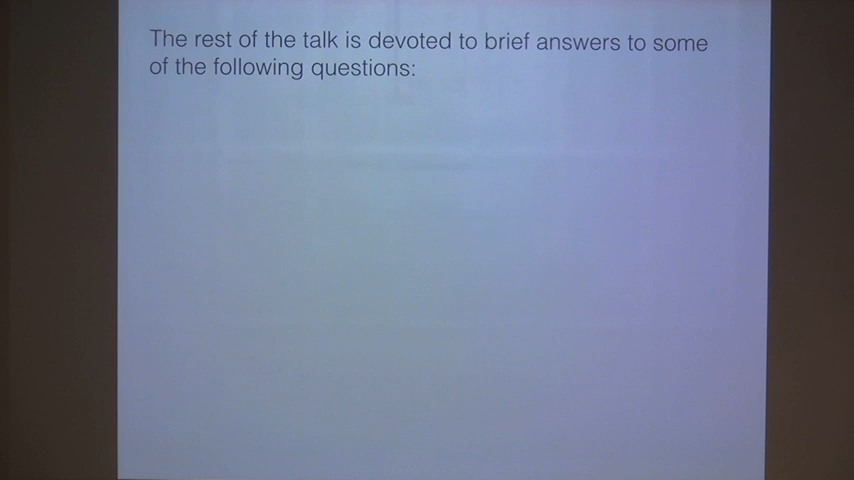 The rest of the talk is devoted to brief answers to some
of the following questions: